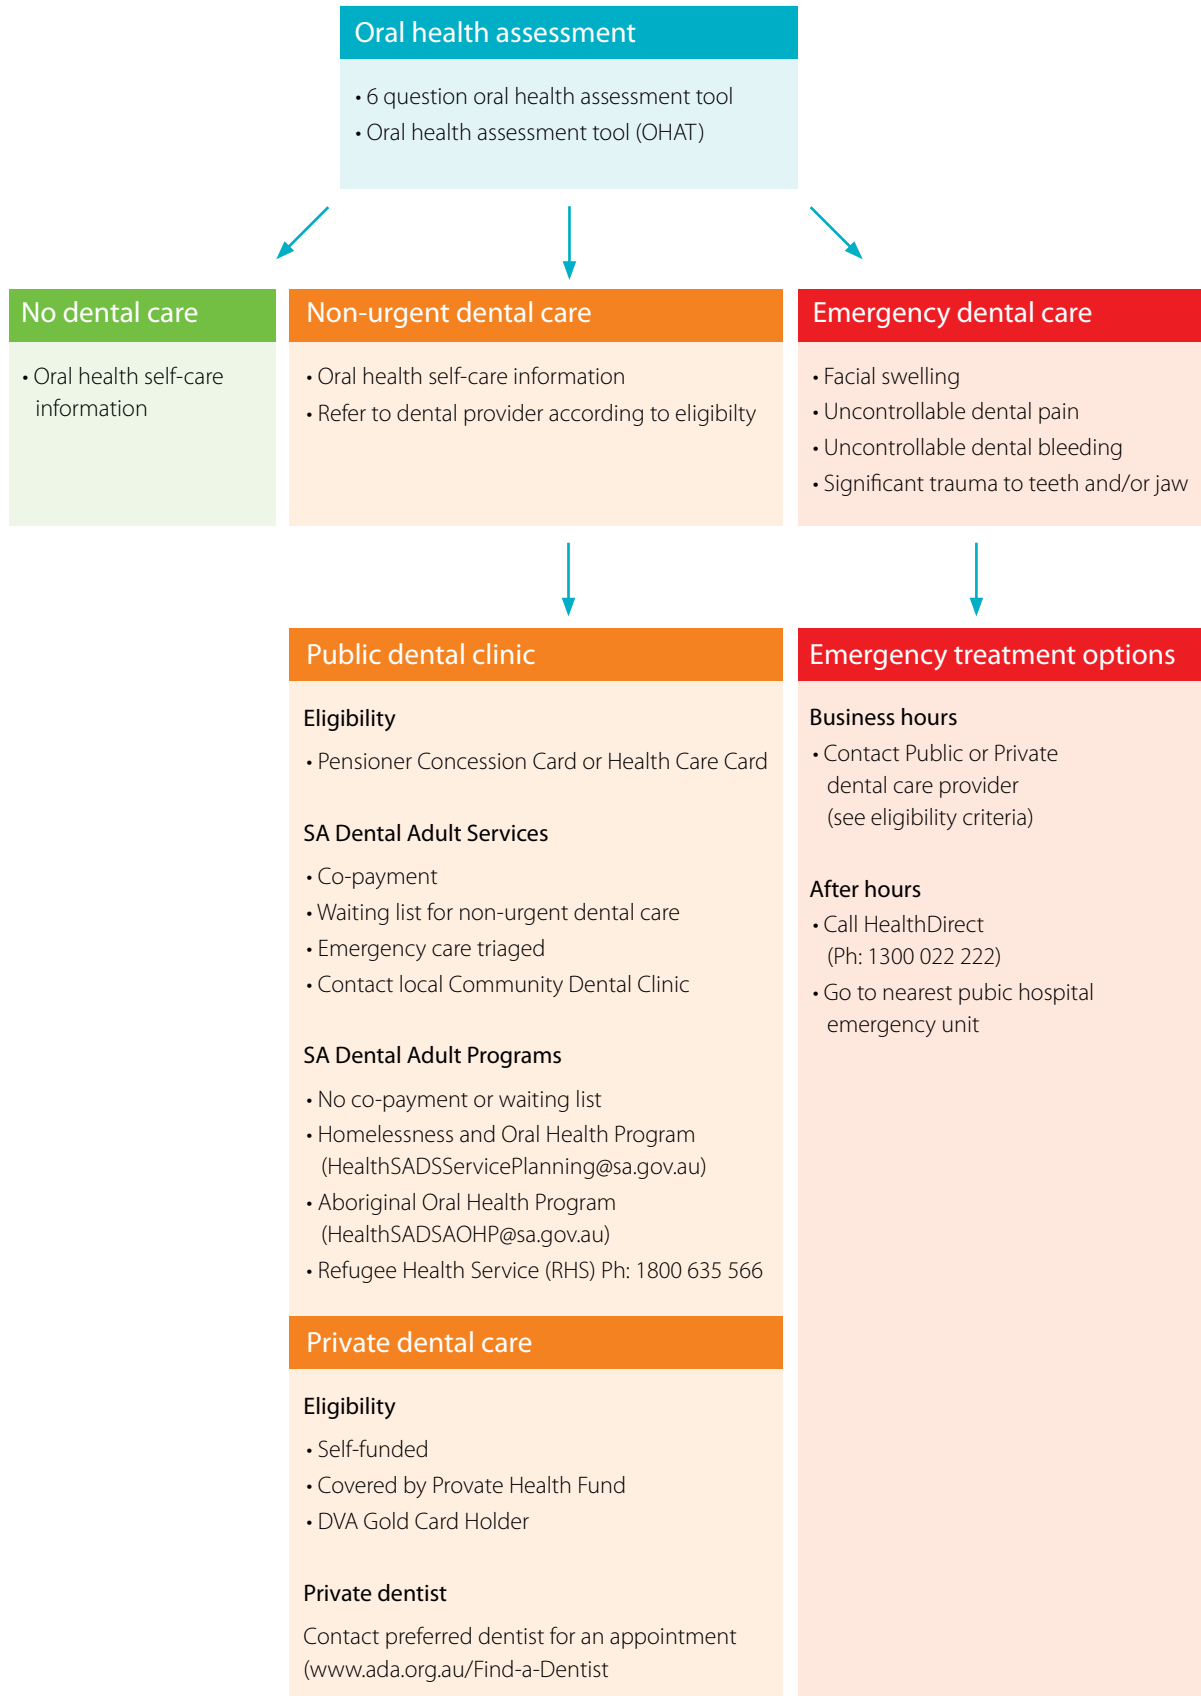 Oral health assessment
• 6 question oral health assessment tool
• Oral health assessment tool (OHAT)
No dental care
• Oral health self-care
information
Non-urgent dental care
• Oral health self-care information
• Refer to dental provider according to eligibilty
Emergency dental care
• Facial swelling
• Uncontrollable dental pain
• Uncontrollable dental bleeding
• Significant trauma to teeth and/or jaw
Public dental clinic
Eligibility
• Pensioner Concession Card or Health Care Card
SA Dental Adult Services
• Co-payment
• Waiting list for non-urgent dental care
• Emergency care triaged
• Contact local Community Dental Clinic
SA Dental Adult Programs
• No co-payment or waiting list
• Homelessness and Oral Health Program
(HealthSADSServicePlanning@sa.gov.au)
• Aboriginal Oral Health Program
(HealthSADSAOHP@sa.gov.au)
• Refugee Health Service (RHS) Ph: 1800 635 566
Private dental care
Eligibility
• Self-funded
• Covered by Provate Health Fund
• DVA Gold Card Holder
Private dentist
Contact preferred dentist for an appointment
(www.ada.org.au/Find-a-Dentist
Emergency treatment options
Business hours
• Contact Public or Private
dental care provider
(see eligibility criteria)
After hours
• Call HealthDirect
(Ph: 1300 022 222)
• Go to nearest pubic hospital
emergency unit